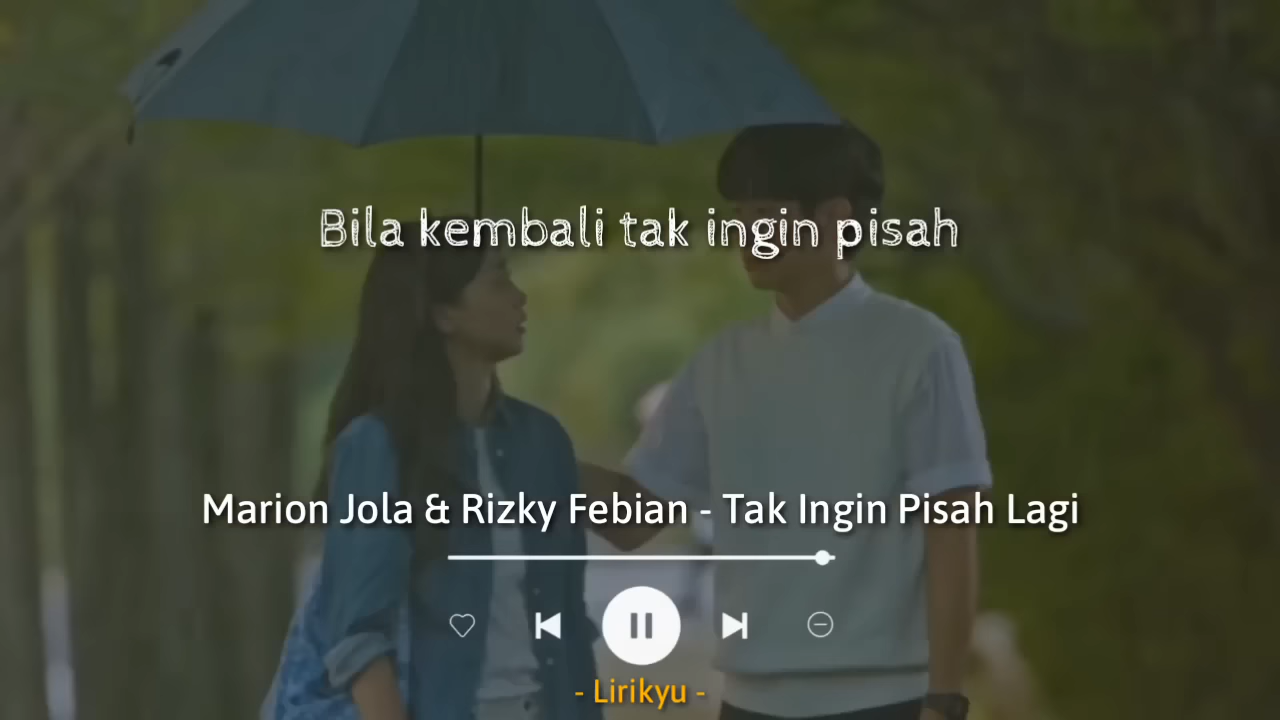 Bila kembali tak ingin pisah
Marion Jola & Rizky Febian - Tak Ingin Pisah Lagi
- Lirikyu -